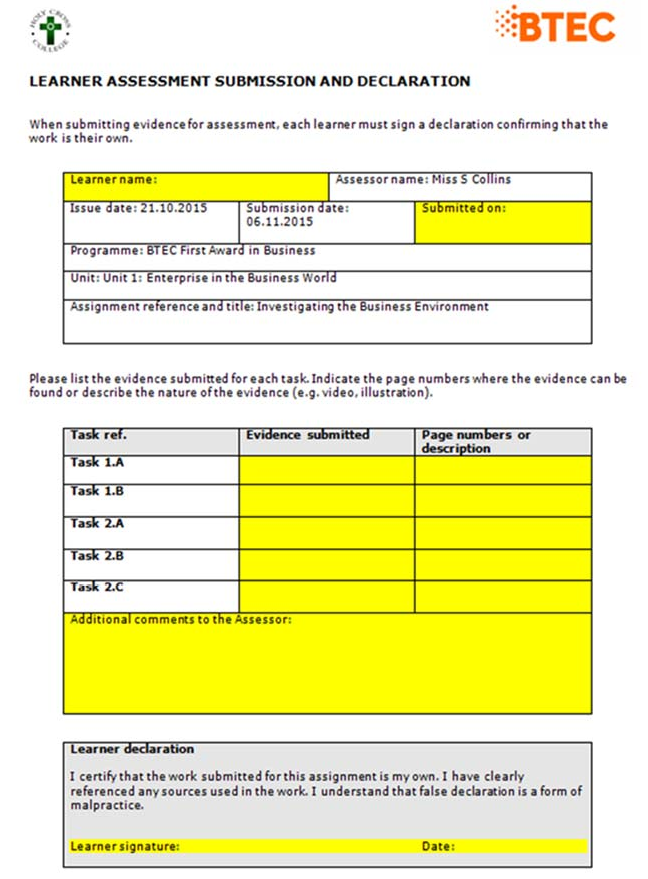 HOLY CROSS
COLLEGE
BTEC
LEARNER ASSESSMENT SUBMISSION AND DECLARATION
When submitting evidence for assessment, each learner must sign a declaration confirming that the
work is their own.
Learner name:
Assessor name: Miss S Collins
Issue date: 21.10.2015
Submission date:
06.11.2015
Submitted on:
Programme: BTEC First Award in Business
Unit: Unit 1: Enterprise in the Business World
Assignment reference and title: Investigating the Business Environment
Please list the evidence submitted for each task. Indicate the page numbers where the evidence can be
found or describe the nature of the evidence (e.g. video, illustration).
Task ref.
Evidence submitted
Page numbers or
description
Task 1.A
Task 1.B
Task 2.A
Task 2.B
Task 2.C
Additional comments to the Assessor:
Learner declaration
I certify that the work submitted for this assignment is my own. I have clearly
referenced any sources used in the work. I understand that false declaration is a form of
malpractice.
Learner signature:
Date: